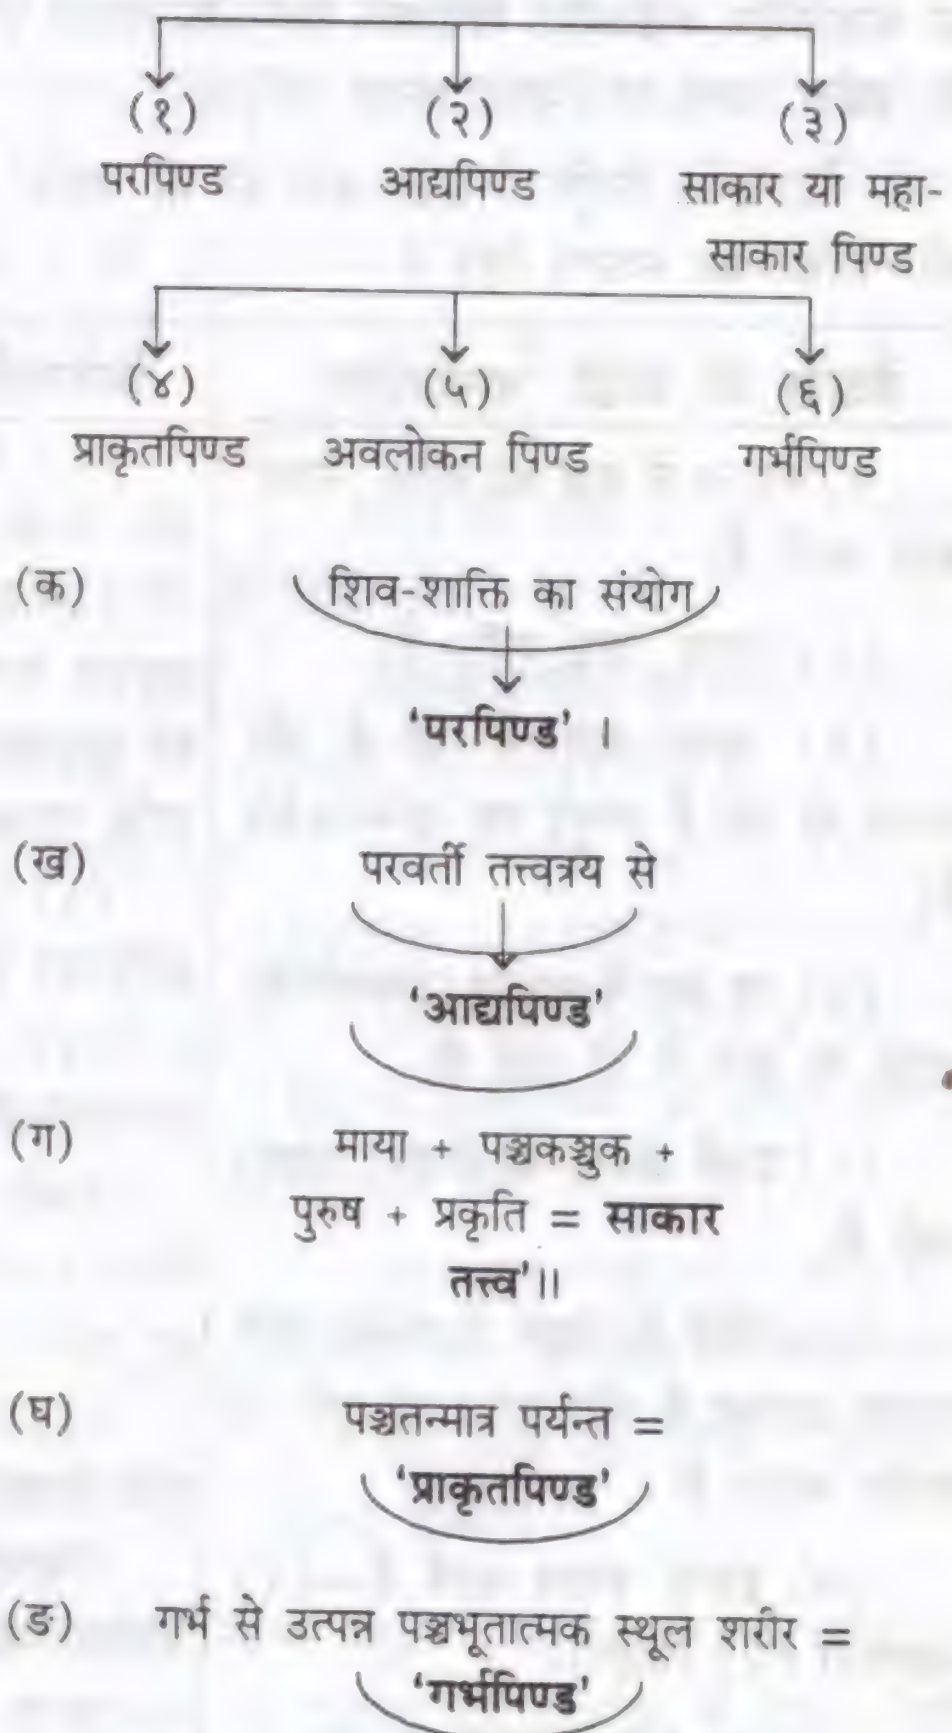 (१) (२) (३)
परपिण्ड आद्यपिण्ड साकार या महा-
साकार पिण्ड
(४) (५) (६)
प्राकृतपिण्ड अवलोकन पिण्ड गर्भपिण्ड
(क) शिव-शाक्ति का संयोग
'परपिण्ड' ।
(ख) परवर्ती तत्त्वत्रय से
'आद्यपिण्ड'
(ग) माया + पञ्चकञ्चुक +
पुरुष + प्रकृति = साकार
तत्त्व'॥
(घ) पञ्चतन्मात्र पर्यन्त =
'प्राकृतपिण्ड'
(ङ) गर्भ से उत्पन्न पञ्चभूतात्मक स्थूल शरीर =
'गर्भपिण्ड'